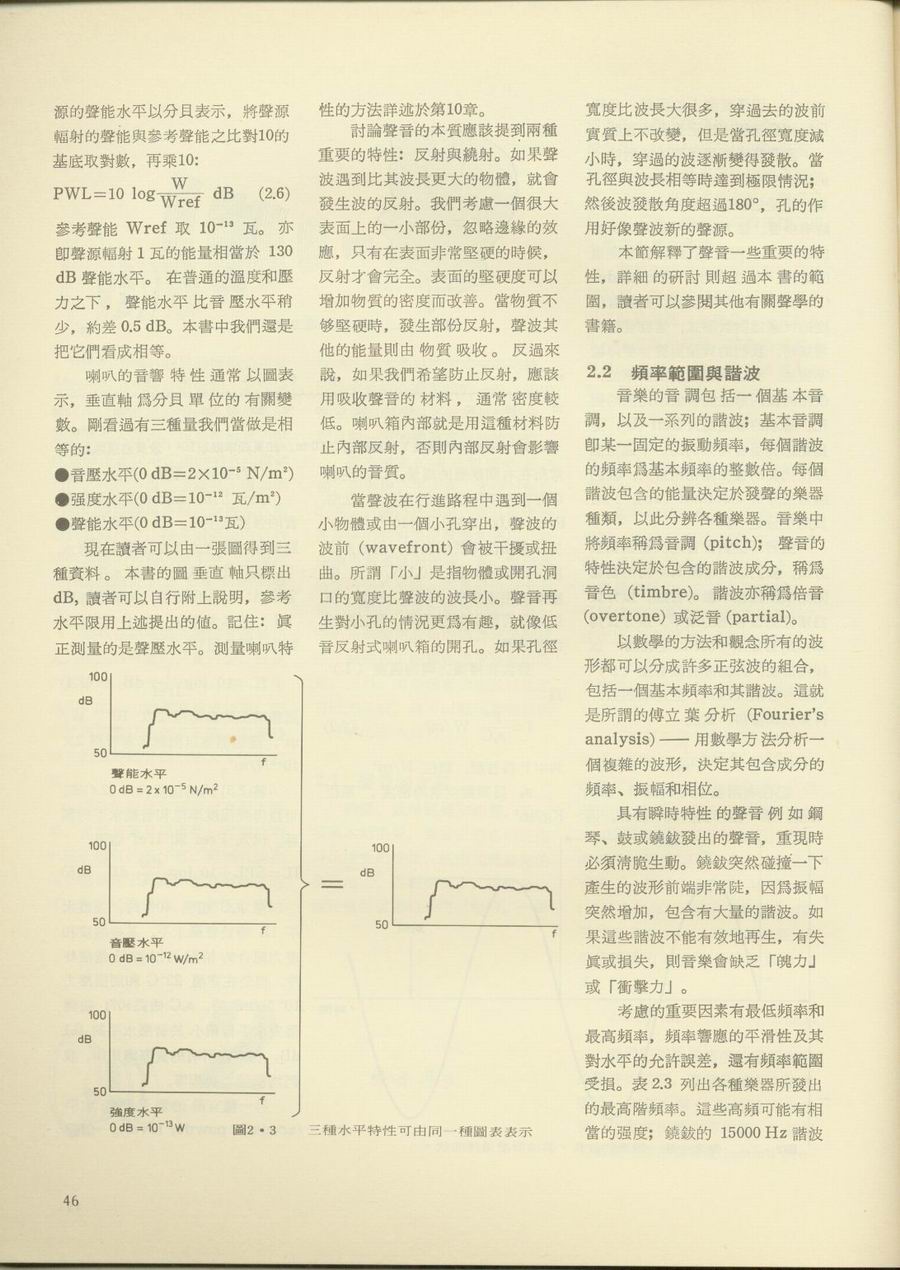 源的聲能水平以分貝表示，將聲源
輻射的聲能與參考聲能之比對10的
基底取對數，再乘10：
PWL=10 log W/Wref dB (2.6)
參考聲能 Wref 取 10⁻¹³ 瓦。亦
卽聲源輻射 1 瓦的能量相當於 130
dB 聲能水平。在普通的溫度和壓
力之下，聲能水平比音壓水平稍
少，約差 0.5 dB。本書中我們還是
把它們看成相等。
喇叭的音響特性通常以圖表
示，垂直軸爲分貝單位的有關變
數。剛看過有三種量我們當做是相
等的：
●音壓水平(0 dB=2×10⁻⁵ N/m²)
●强度水平(0 dB=10⁻¹² 瓦/m²)
●聲能水平(0 dB=10⁻¹³瓦)
現在讀者可以由一張圖得到三
種資料。本書的圖垂直軸只標出
dB, 讀者可以自行附上說明，參考
水平限用上述提出的値。記住：眞
正測量的是聲壓水平。測量喇叭特
性的方法詳述於第10章。
討論聲音的本質應該提到兩種
重要的特性：反射與繞射。如果聲
波遇到比其波長更大的物體，就會
發生波的反射。我們考慮一個很大
表面上的一小部份，忽略邊緣的效
應，只有在表面非常堅硬的時候，
反射才會完全。表面的堅硬度可以
增加物質的密度而改善。當物質不
够堅硬時，發生部份反射，聲波其
他的能量則由物質吸收。反過來
說，如果我們希望防止反射，應該
用吸收聲音的材料，通常密度較
低。喇叭箱內部就是用這種材料防
止內部反射，否則內部反射會影響
喇叭的音質。
當聲波在行進路程中遇到一個
小物體或由一個小孔穿出，聲波的
波前 (wavefront) 會被干擾或扭
曲。所謂「小」是指物體或開孔洞
口的寬度比聲波的波長小。聲音再
生對小孔的情況更爲有趣，就像低
音反射式喇叭箱的開孔。如果孔徑
寬度比波長大很多，穿過去的波前
實質上不改變，但是當孔徑寬度減
小時，穿過的波逐漸變得發散。當
孔徑與波長相等時達到極限情況；
然後波發散角度超過180°，孔的作
用好像聲波新的聲源。
本節解釋了聲音一些重要的特
性，詳細的研討則超過本書的範
圍，讀者可以參閱其他有關聲學的
書籍。
2.2 頻率範圍與諧波
音樂的音調包括一個基本音
調，以及一系列的諧波；基本音調
卽某一固定的振動頻率，每個諧波
的頻率爲基本頻率的整數倍。每個
諧波包含的能量決定於發聲的樂器
種類，以此分辨各種樂器。音樂中
將頻率稱爲音調 (pitch)；聲音的
特性決定於包含的諧波成分，稱爲
音色 (timbre)。諧波亦稱爲倍音
(overtone) 或泛音 (partial)。
以數學的方法和觀念所有的波
形都可以分成許多正弦波的組合，
包括一個基本頻率和其諧波。這就
是所謂的傅立葉分析 (Fourier's
analysis) —— 用數學方法分析一
個複雜的波形，決定其包含成分的
頻率、振幅和相位。
具有瞬時特性的聲音例如鋼
琴、鼓或鐃鈸發出的聲音，重現時
必須淸脆生動。鐃鈸突然碰撞一下
產生的波形前端非常陡，因爲振幅
突然增加，包含有大量的諧波。如
果這些諧波不能有效地再生，有失
眞或損失，則音樂會缺乏「魄力」
或「衝擊力」。
考慮的重要因素有最低頻率和
最高頻率，頻率響應的平滑性及其
對水平的允許誤差，還有頻率範圍
受損。表 2.3 列出各種樂器所發出
的最高階頻率。這些高頻可能有相
當的强度；鐃鈸的 15000 Hz 諧波
100
dB
50
f
聲能水平
0 dB = 2 x 10⁻⁵ N/m²
100
dB
50
f
音壓水平
0 dB = 10⁻¹² W/m²
100
dB
50
f
強度水平
0 dB = 10⁻¹³ W
=
100
dB
50
f
圖2・3 三種水平特性可由同一種圖表表示
46